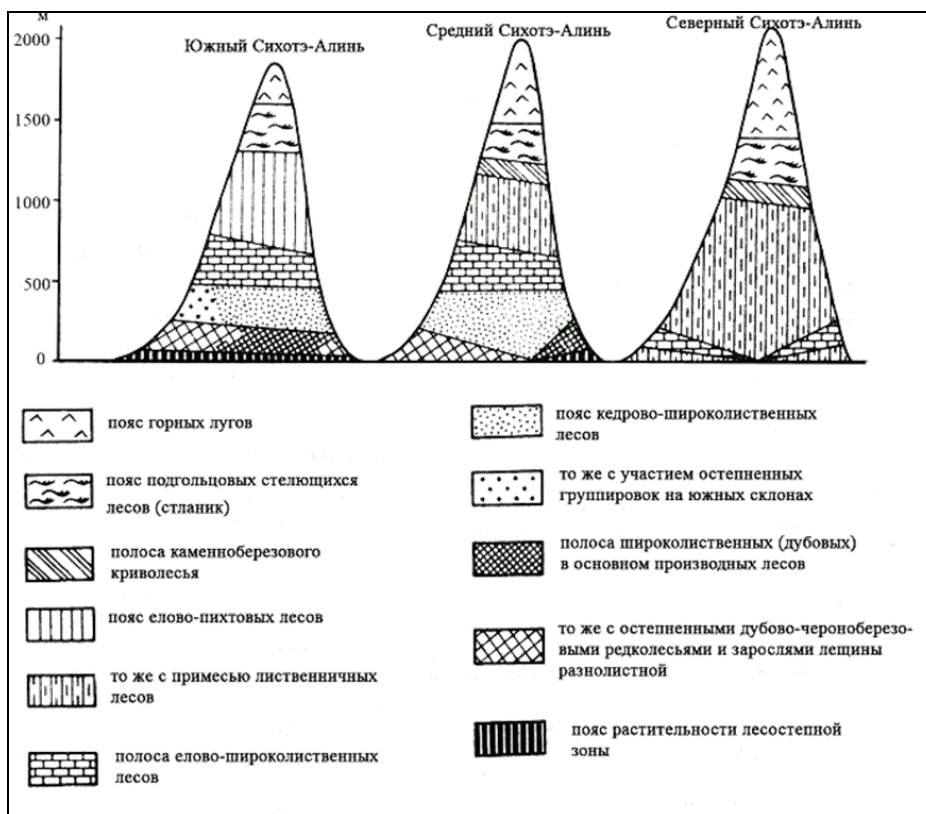 м
2000
1500
1000
500
0
Южный Сихотэ-Алинь
Средний Сихотэ-Алинь
Северный Сихотэ-Алинь
пояс горных лугов
пояс подгольцовых стелющихся
лесов (стланик)
полоса каменноберезового
криволесья
пояс елово-пихтовых лесов
то же с примесью лиственничных
лесов
полоса елово-широколиственных
лесов
пояс кедрово-широколиственных
лесов
то же с участием остепненных
группировок на южных склонах
полоса широколиственных (дубовых)
в основном производных лесов
то же с остепненными дубово-чероноберезо-
выми редколесьями и зарослями лещины
разнолистной
пояс растительности лесостепной
зоны